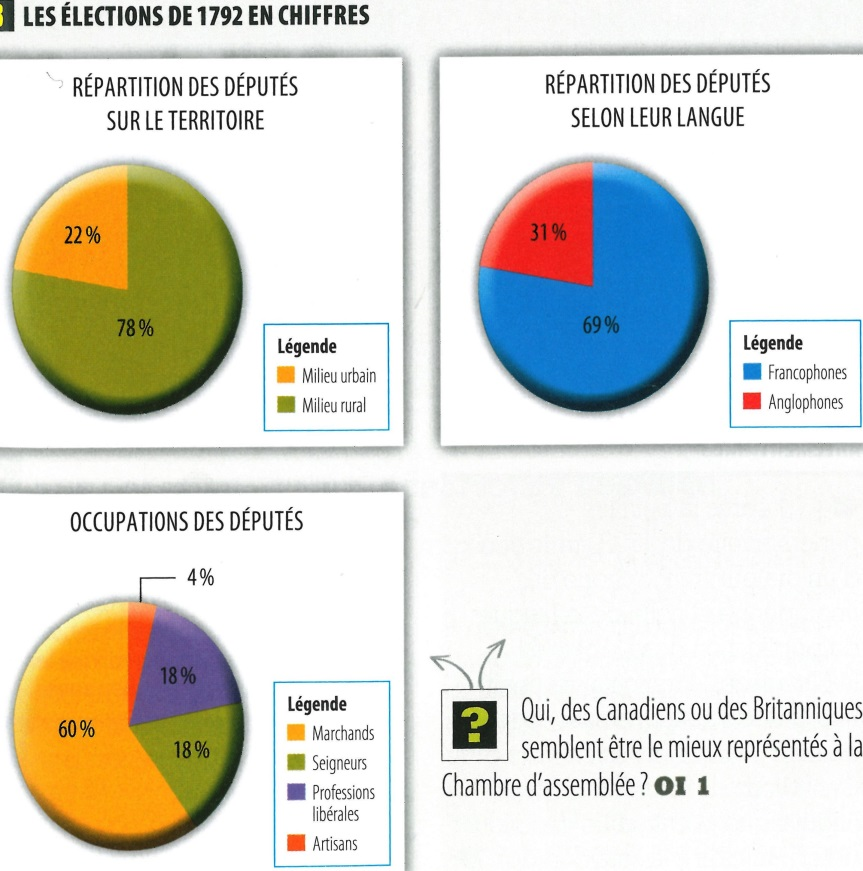 LES ÉLECTIONS DE 1792 EN CHIFFRES
RÉPARTITION DES DÉPUTÉS
SUR LE TERRITOIRE
22 %
78 %
Légende
Milieu urbain
Milieu rural
RÉPARTITION DES DÉPUTÉS
SELON LEUR LANGUE
31 %
69 %
Légende
Francophones
Anglophones
OCCUPATIONS DES DÉPUTÉS
4 %
18 %
60 %
18 %
Légende
Marchands
Seigneurs
Professions
libérales
Artisans
? Qui, des Canadiens ou des Britanniques
semblent être le mieux représentés à la
Chambre d'assemblée ? OI 1